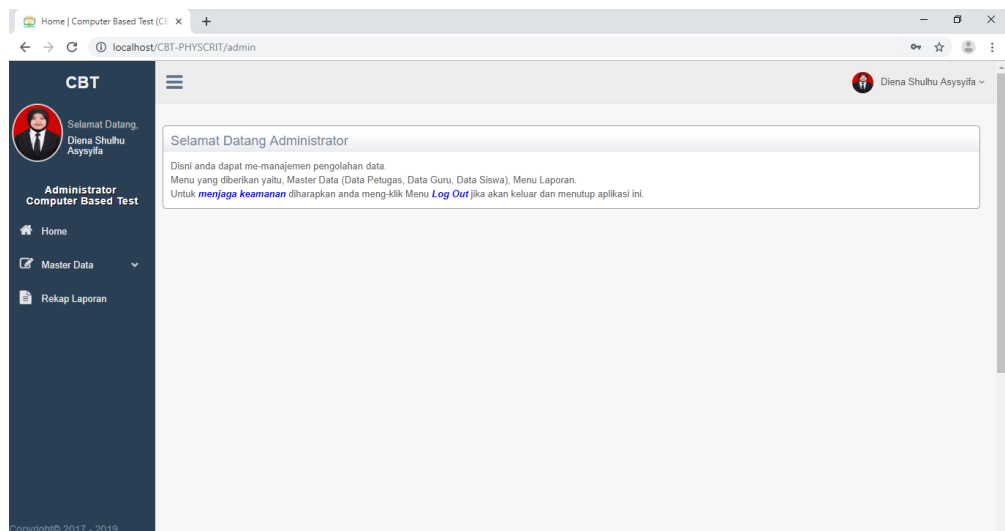 Home | Computer Based Test (CB
localhost/CBT-PHYSCRIT/admin
CBT
Diena Shulhu Asysyifa
Selamat Datang,
Diena Shulhu
Asysyifa
Administrator
Computer Based Test
Home
Master Data
Rekap Laporan
Selamat Datang Administrator
Disni anda dapat me-manajemen pengolahan data.
Menu yang diberikan yaitu, Master Data (Data Petugas, Data Guru, Data Siswa), Menu Laporan.
Untuk menjaga keamanan diharapkan anda meng-klik Menu Log Out jika akan keluar dan menutup aplikasi ini.
Copyright© 2017 - 2019